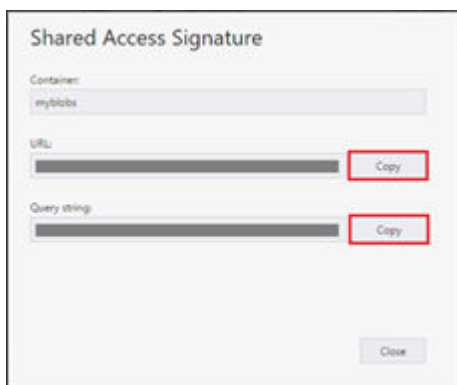 Shared Access Signature
Container:
myblobs
URL:
Copy
Query string:
Copy
Close